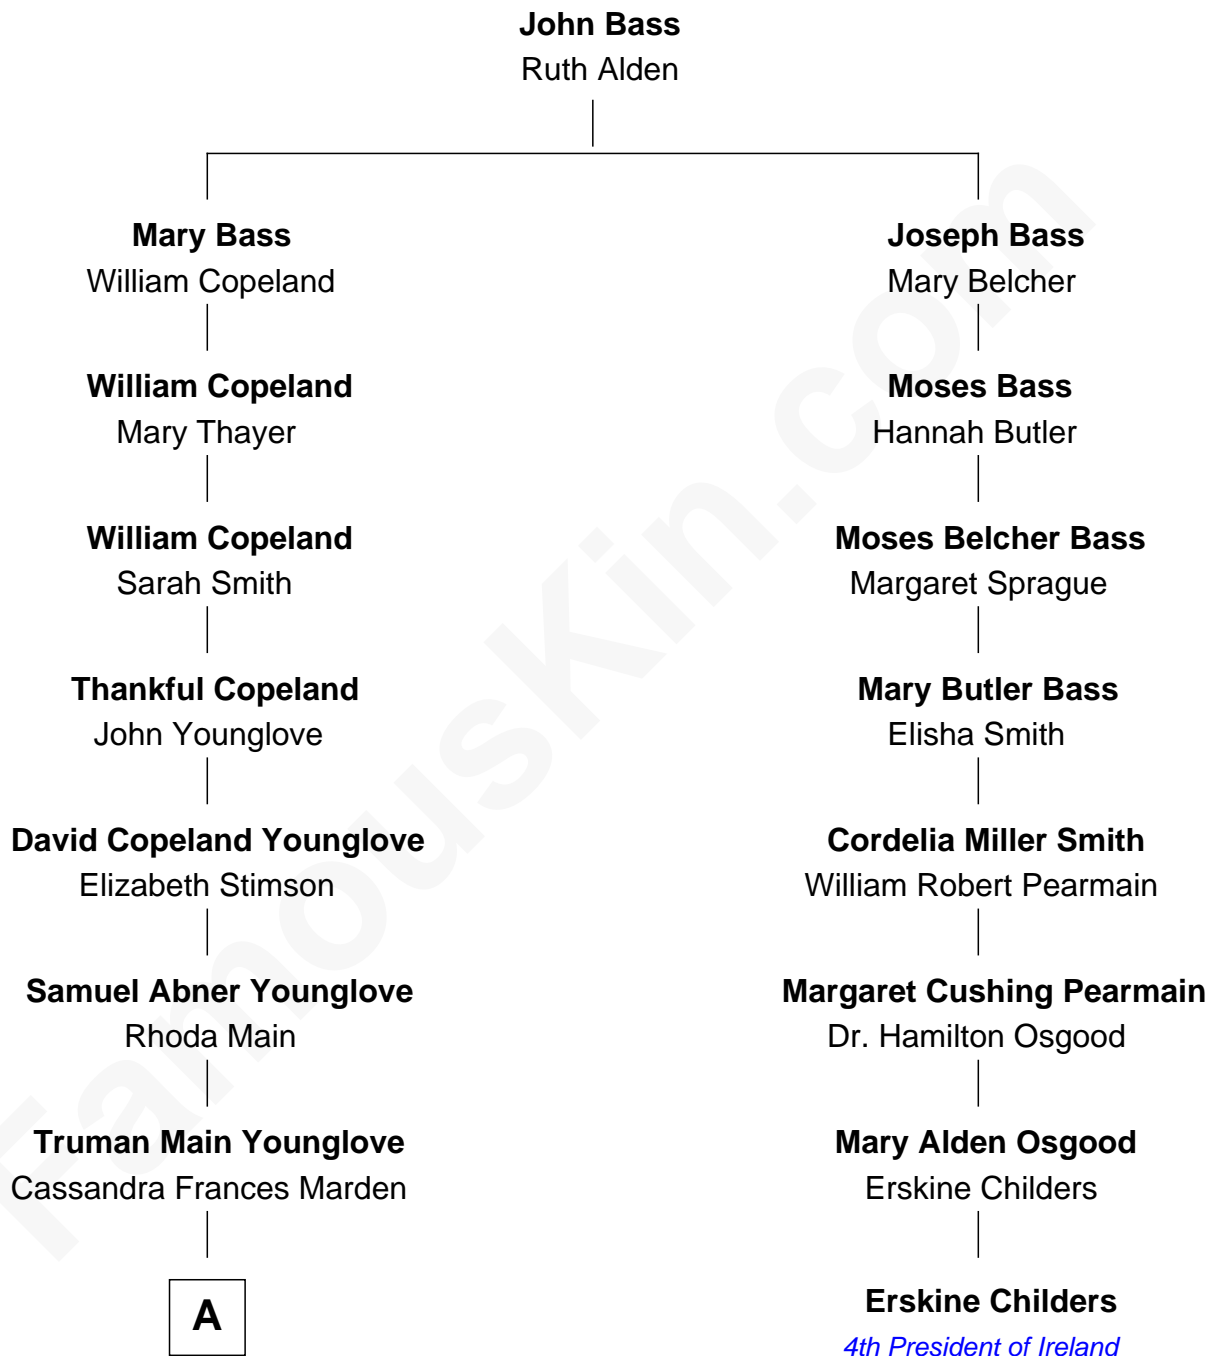 John Bass
Ruth Alden
Mary Bass
William Copeland
Joseph Bass
Mary Belcher
William Copeland
Mary Thayer
Moses Bass
Hannah Butler
William Copeland
Sarah Smith
Moses Belcher Bass
Margaret Sprague
Thankful Copeland
John Younglove
Mary Butler Bass
Elisha Smith
David Copeland Younglove
Elizabeth Stimson
Cordelia Miller Smith
William Robert Pearmain
Samuel Abner Younglove
Rhoda Main
Margaret Cushing Pearmain
Dr. Hamilton Osgood
Truman Main Younglove
Cassandra Frances Marden
Mary Alden Osgood
Erskine Childers
A
Erskine Childers
4th President of Ireland
FamousKin.com